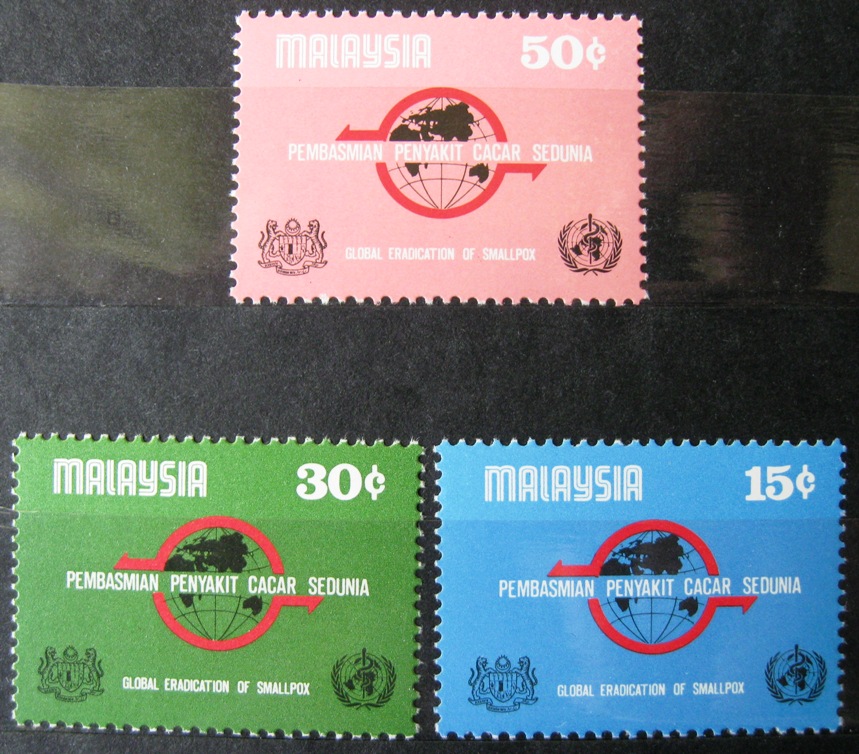 MALAYSIA 50¢
PEMBASMIAN PENYAKIT CACAR SEDUNIA
GLOBAL ERADICATION OF SMALLPOX
MALAYSIA 30¢
PEMBASMIAN PENYAKIT CACAR SEDUNIA
GLOBAL ERADICATION OF SMALLPOX
MALAYSIA 15¢
PEMBASMIAN PENYAKIT CACAR SEDUNIA
GLOBAL ERADICATION OF SMALLPOX